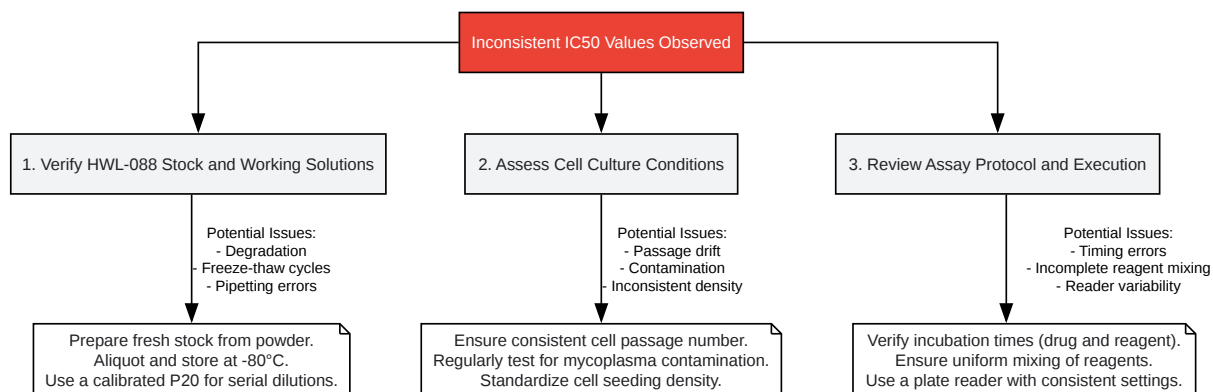 Inconsistent IC50 Values Observed
1. Verify HWL-088 Stock and Working Solutions
2. Assess Cell Culture Conditions
3. Review Assay Protocol and Execution
Potential Issues:
- Degradation
- Freeze-thaw cycles
- Pipetting errors
Potential Issues:
- Passage drift
- Contamination
- Inconsistent density
Potential Issues:
- Timing errors
- Incomplete reagent mixing
- Reader variability
Prepare fresh stock from powder.
Aliquot and store at -80°C.
Use a calibrated P20 for serial dilutions.
Ensure consistent cell passage number.
Regularly test for mycoplasma contamination.
Standardize cell seeding density.
Verify incubation times (drug and reagent).
Ensure uniform mixing of reagents.
Use a plate reader with consistent settings.